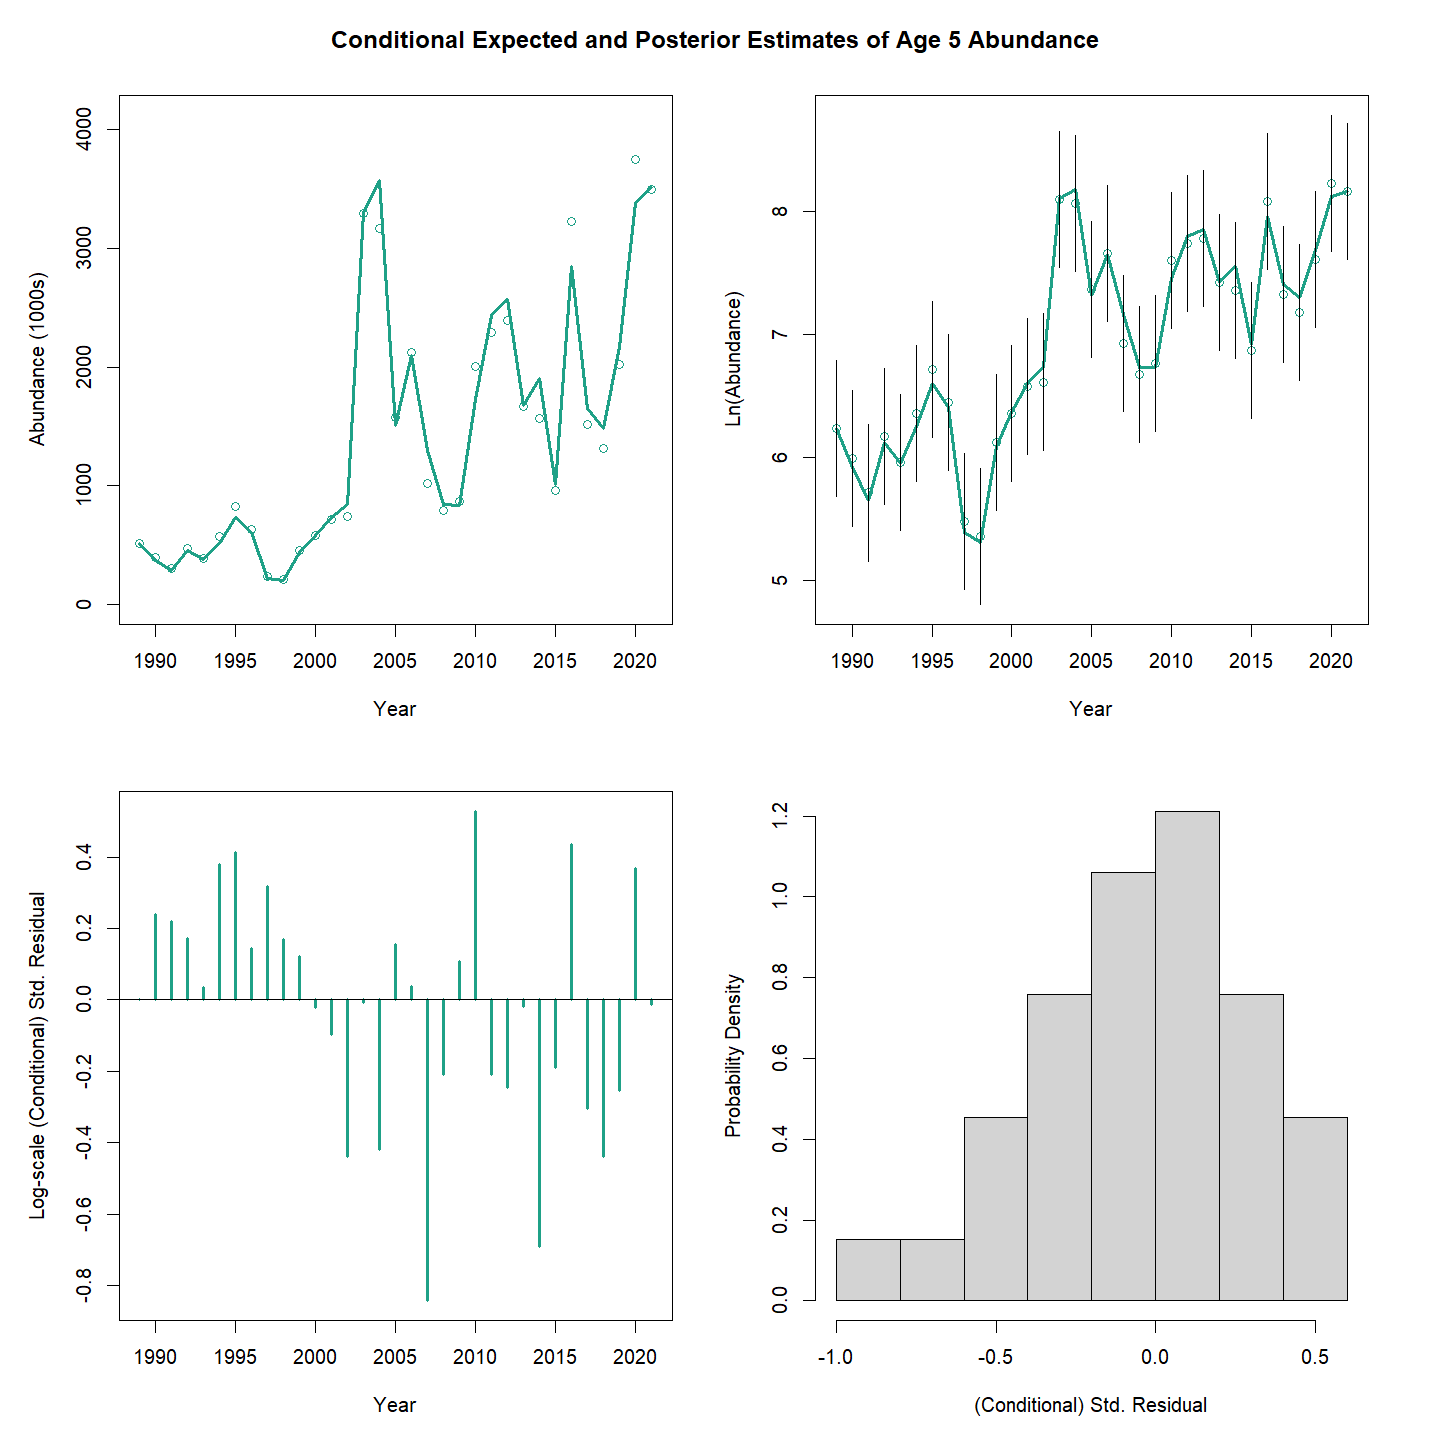 Conditional Expected and Posterior Estimates of Age 5 Abundance
Abundance (1000s)
4000
3000
2000
1000
0
1990 1995 2000 2005 2010 2015 2020
Year
Ln(Abundance)
8
7
6
5
1990 1995 2000 2005 2010 2015 2020
Year
Log-scale (Conditional) Std. Residual
0.4
0.2
0.0
-0.2
-0.4
-0.6
-0.8
1990 1995 2000 2005 2010 2015 2020
Year
Probability Density
1.2
1.0
0.8
0.6
0.4
0.2
0.0
-1.0 -0.5 0.0 0.5
(Conditional) Std. Residual